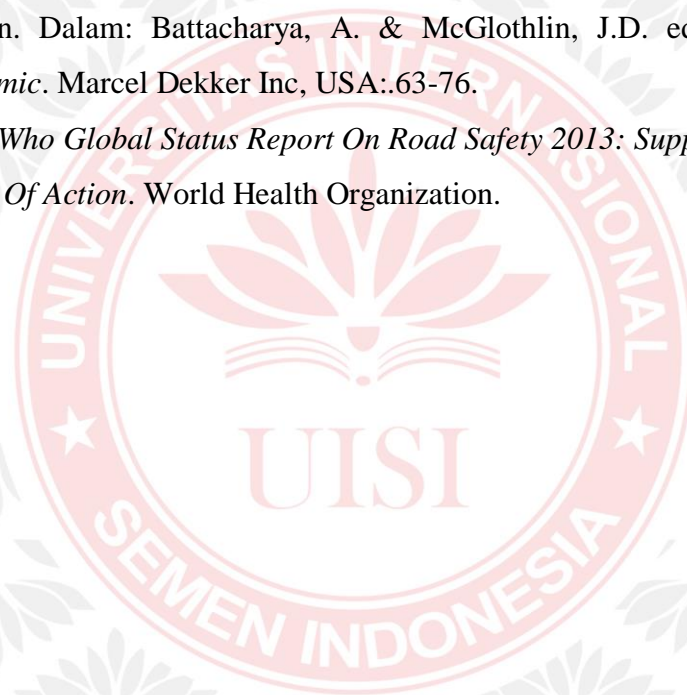 n. Dalam: Battacharya, A. & McGlothlin, J.D. ed
mic. Marcel Dekker Inc, USA:.63-76.
Who Global Status Report On Road Safety 2013: Supp
Of Action. World Health Organization.
UNIVERSITAS INTERNASIONAL
UISI
SEMEN INDONESIA